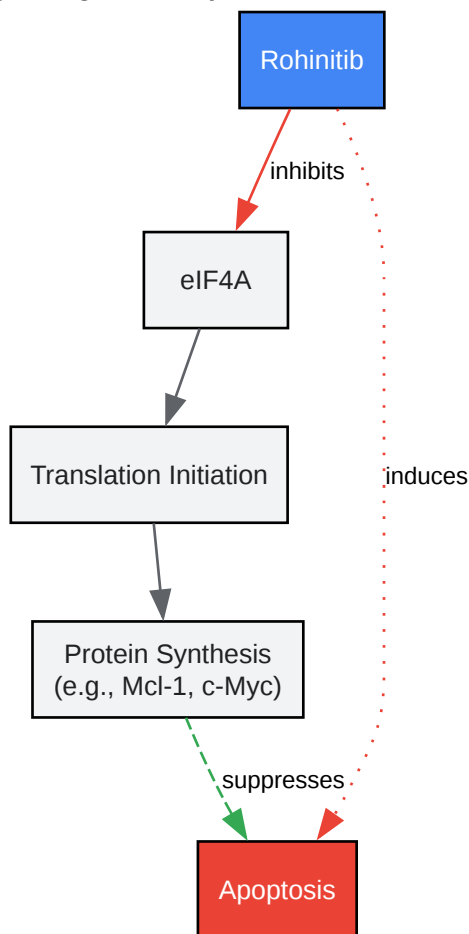 Rohinitib
inhibits
eIF4A
Translation Initiation
induces
Protein Synthesis
(e.g., Mcl-1, c-Myc)
suppresses
Apoptosis